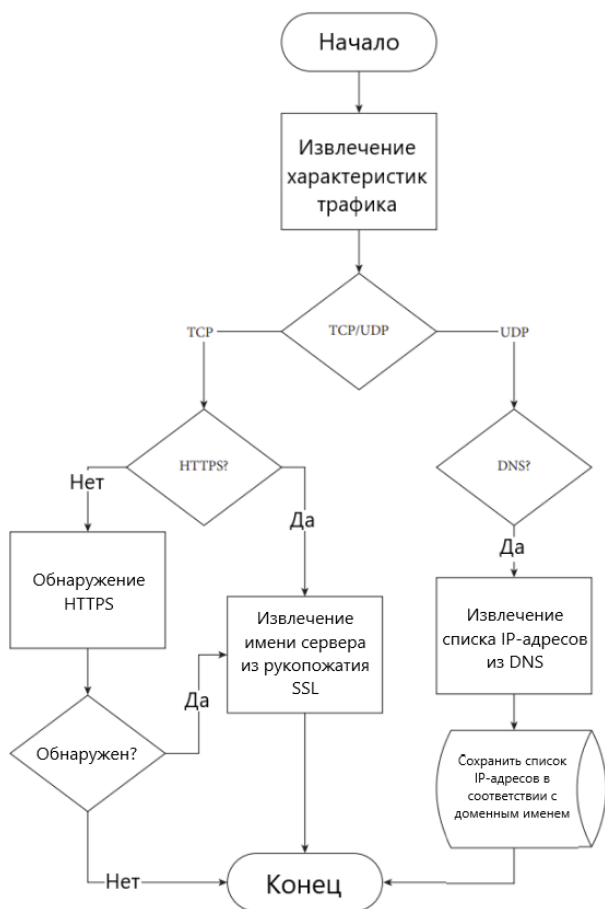 Начало
Извлечение
характеристик
трафика
TCP
TCP/UDP
UDP
HTTPS?
DNS?
Нет
Да
Да
Обнаружение
HTTPS
Извлечение
имени сервера
из рукопожатия
SSL
Извлечение
списка IP-адресов
из DNS
Да
Обнаружен?
Сохранить список
IP-адресов в
соответствии с
доменным именем
Нет
Конец